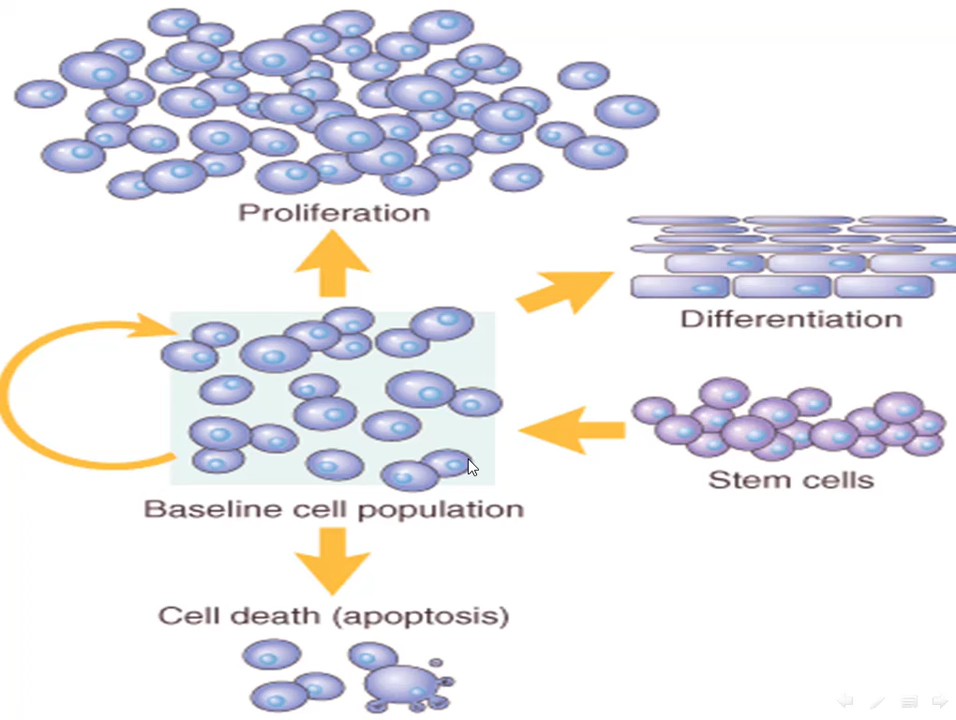 Proliferation
Differentiation
Stem cells
Baseline cell population
Cell death (apoptosis)